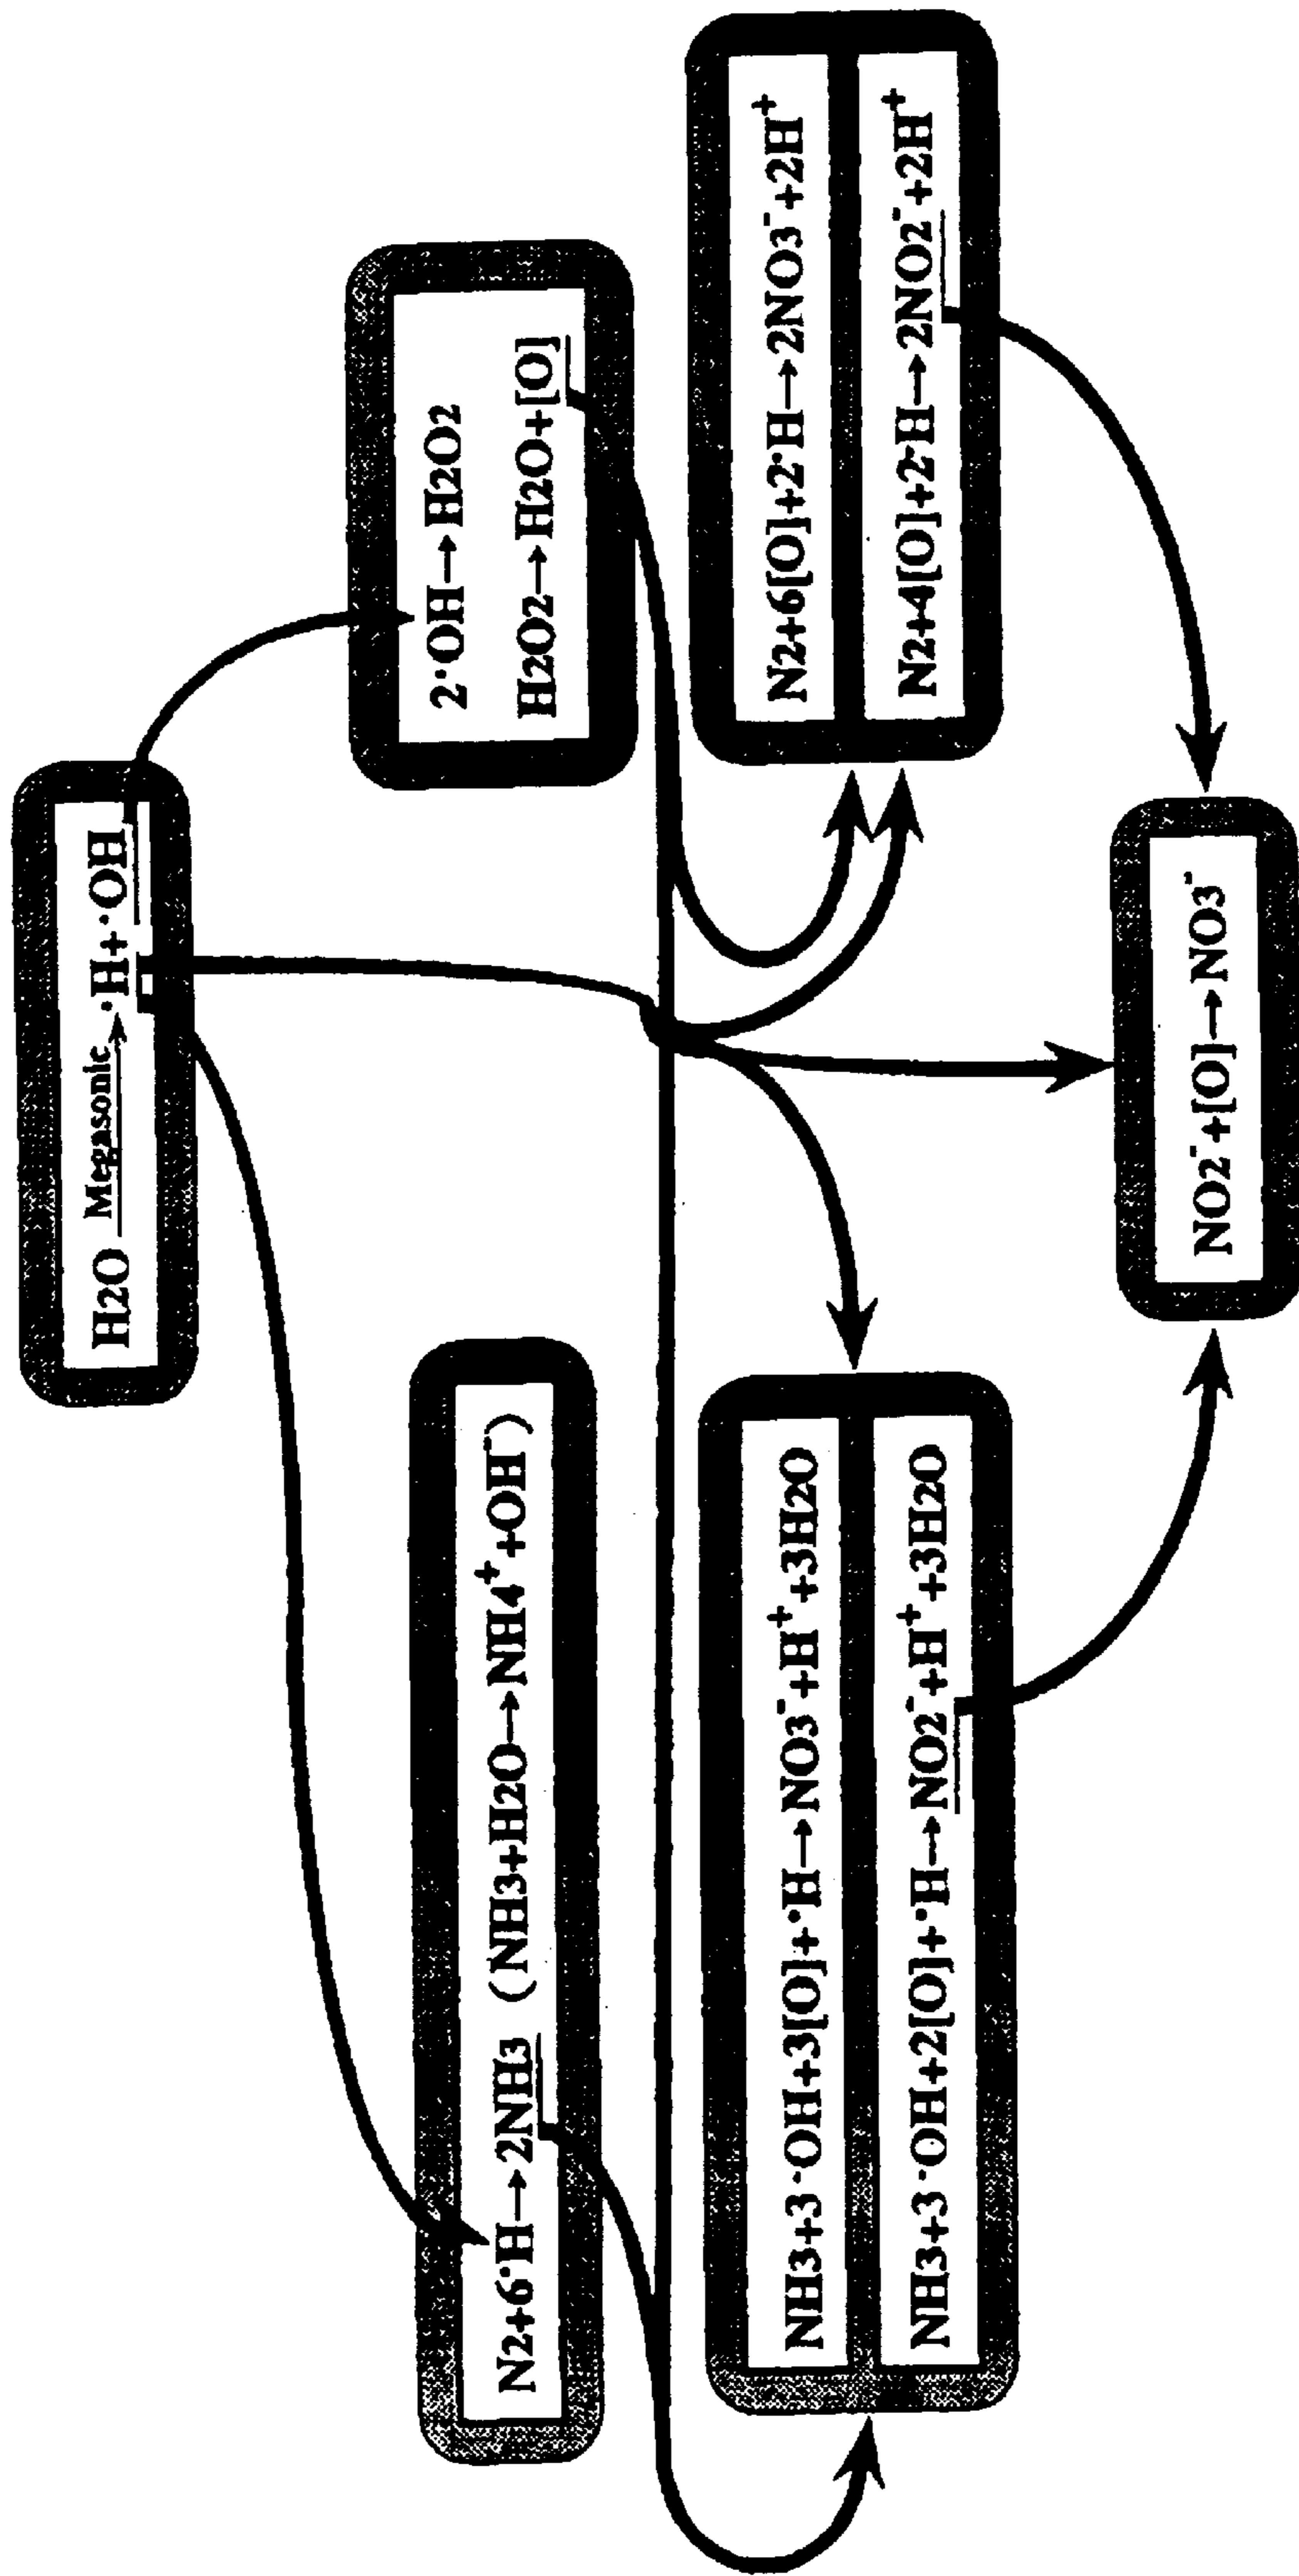 H2O Megasonic→ ·H+·OH
N2+6·H→2NH3 (NH3+H2O→NH4⁺+OH⁻)
2·OH→H2O2
H2O2→H2O+[O]
NH3+3·OH+3[O]+·H→NO3⁻+H⁺+3H2O
NH3+3·OH+2[O]+·H→NO2⁻+H⁺+3H2O
N2+6[O]+2·H→2NO3⁻+2H⁺
N2+4[O]+2·H→2NO2⁻+2H⁺
NO2⁻+[O]→NO3⁻